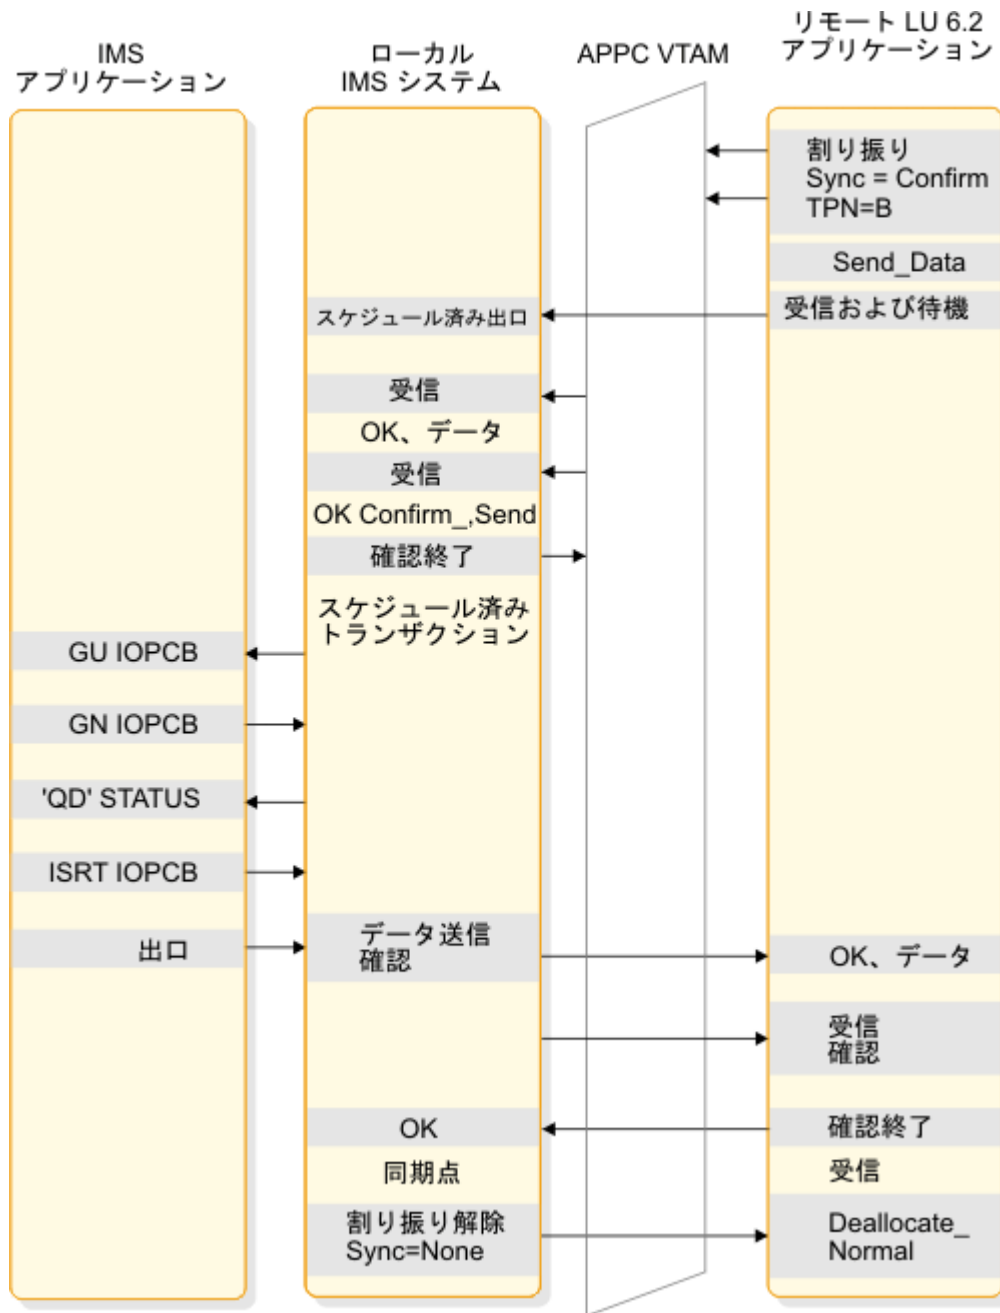 IMS
アプリケーション
ローカル
IMS システム
APPC VTAM
リモート LU 6.2
アプリケーション
割り振り
Sync = Confirm
TPN=B
Send_Data
受信および待機
スケジュール済み出口
受信
OK、データ
受信
OK Confirm_,Send
確認終了
スケジュール済み
トランザクション
GU IOPCB
GN IOPCB
'QD' STATUS
ISRT IOPCB
出口
データ送信
確認
OK、データ
受信
確認
OK
確認終了
同期点
受信
割り振り解除
Sync=None
Deallocate_
Normal